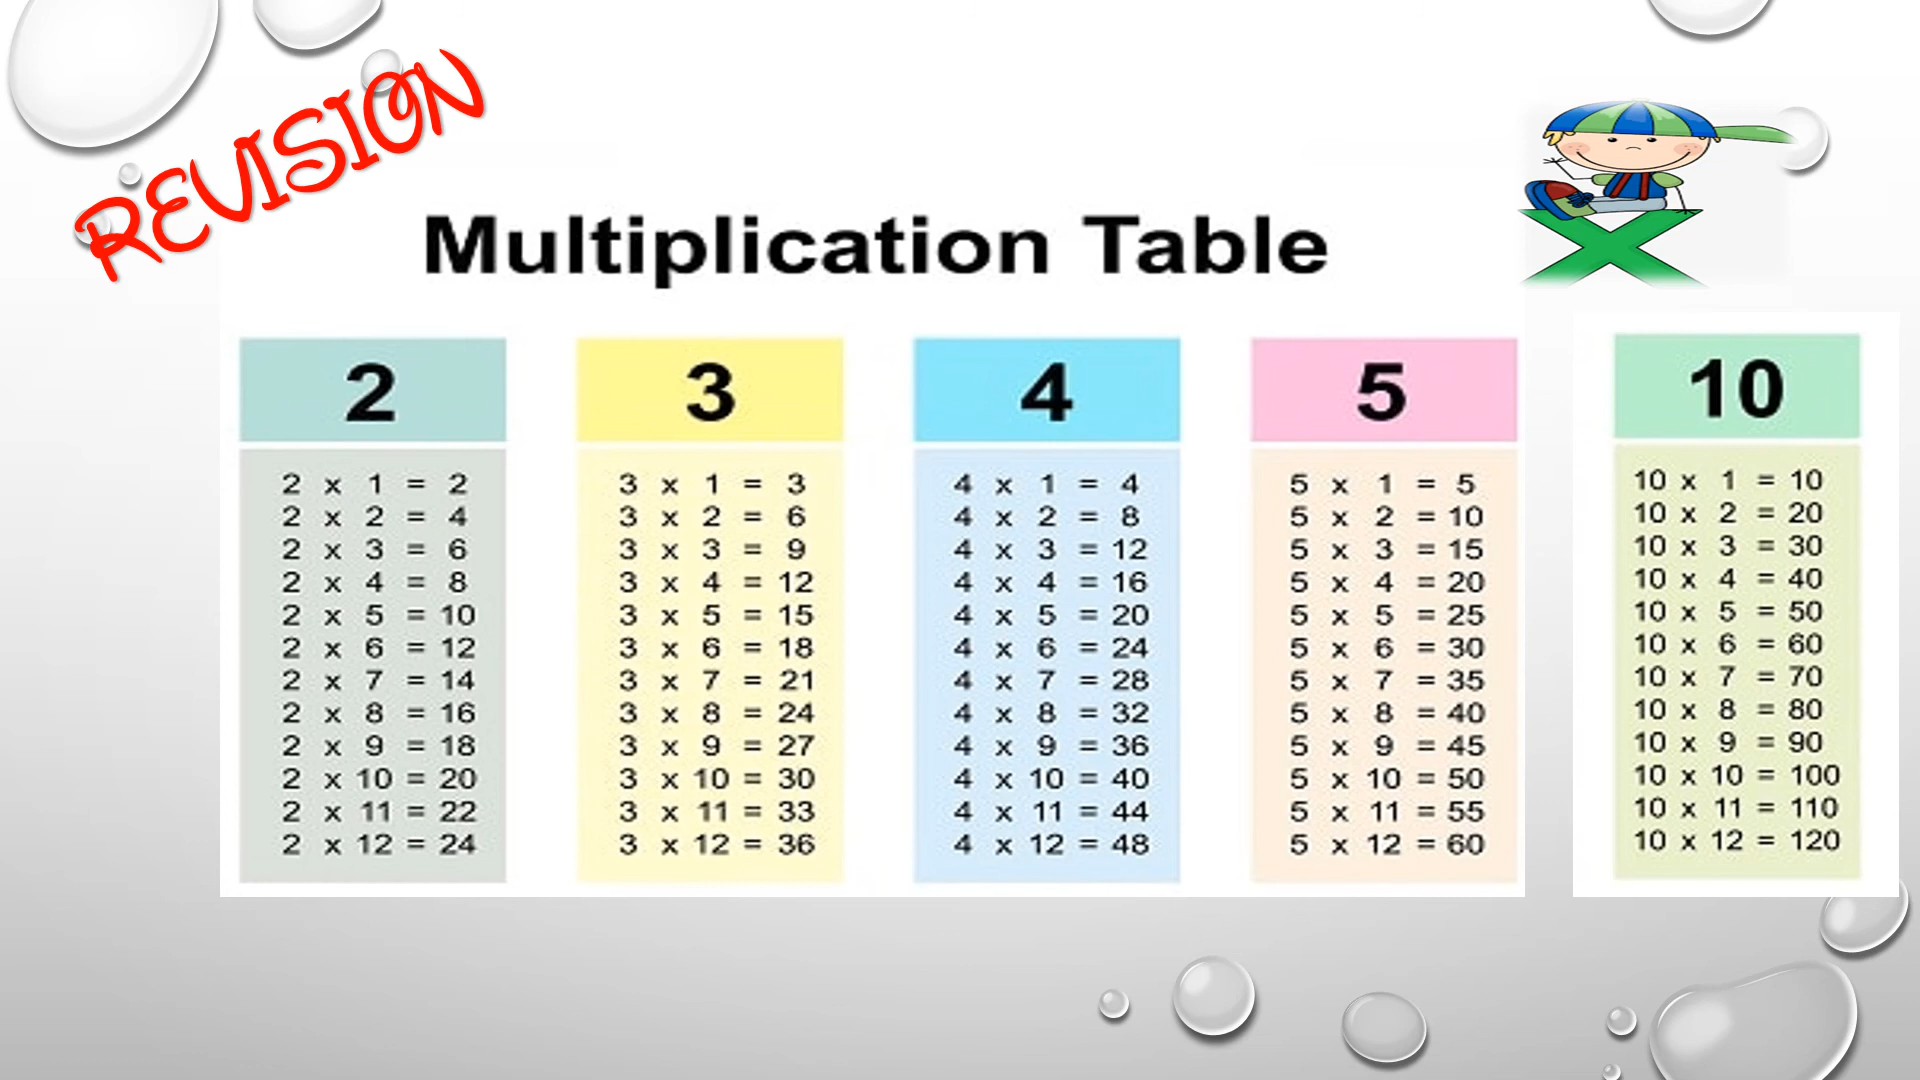 REVISION
Multiplication Table
2
2 x 1 = 2
2 x 2 = 4
2 x 3 = 6
2 x 4 = 8
2 x 5 = 10
2 x 6 = 12
2 x 7 = 14
2 x 8 = 16
2 x 9 = 18
2 x 10 = 20
2 x 11 = 22
2 x 12 = 24
3
3 x 1 = 3
3 x 2 = 6
3 x 3 = 9
3 x 4 = 12
3 x 5 = 15
3 x 6 = 18
3 x 7 = 21
3 x 8 = 24
3 x 9 = 27
3 x 10 = 30
3 x 11 = 33
3 x 12 = 36
4
4 x 1 = 4
4 x 2 = 8
4 x 3 = 12
4 x 4 = 16
4 x 5 = 20
4 x 6 = 24
4 x 7 = 28
4 x 8 = 32
4 x 9 = 36
4 x 10 = 40
4 x 11 = 44
4 x 12 = 48
5
5 x 1 = 5
5 x 2 = 10
5 x 3 = 15
5 x 4 = 20
5 x 5 = 25
5 x 6 = 30
5 x 7 = 35
5 x 8 = 40
5 x 9 = 45
5 x 10 = 50
5 x 11 = 55
5 x 12 = 60
10
10 x 1 = 10
10 x 2 = 20
10 x 3 = 30
10 x 4 = 40
10 x 5 = 50
10 x 6 = 60
10 x 7 = 70
10 x 8 = 80
10 x 9 = 90
10 x 10 = 100
10 x 11 = 110
10 x 12 = 120